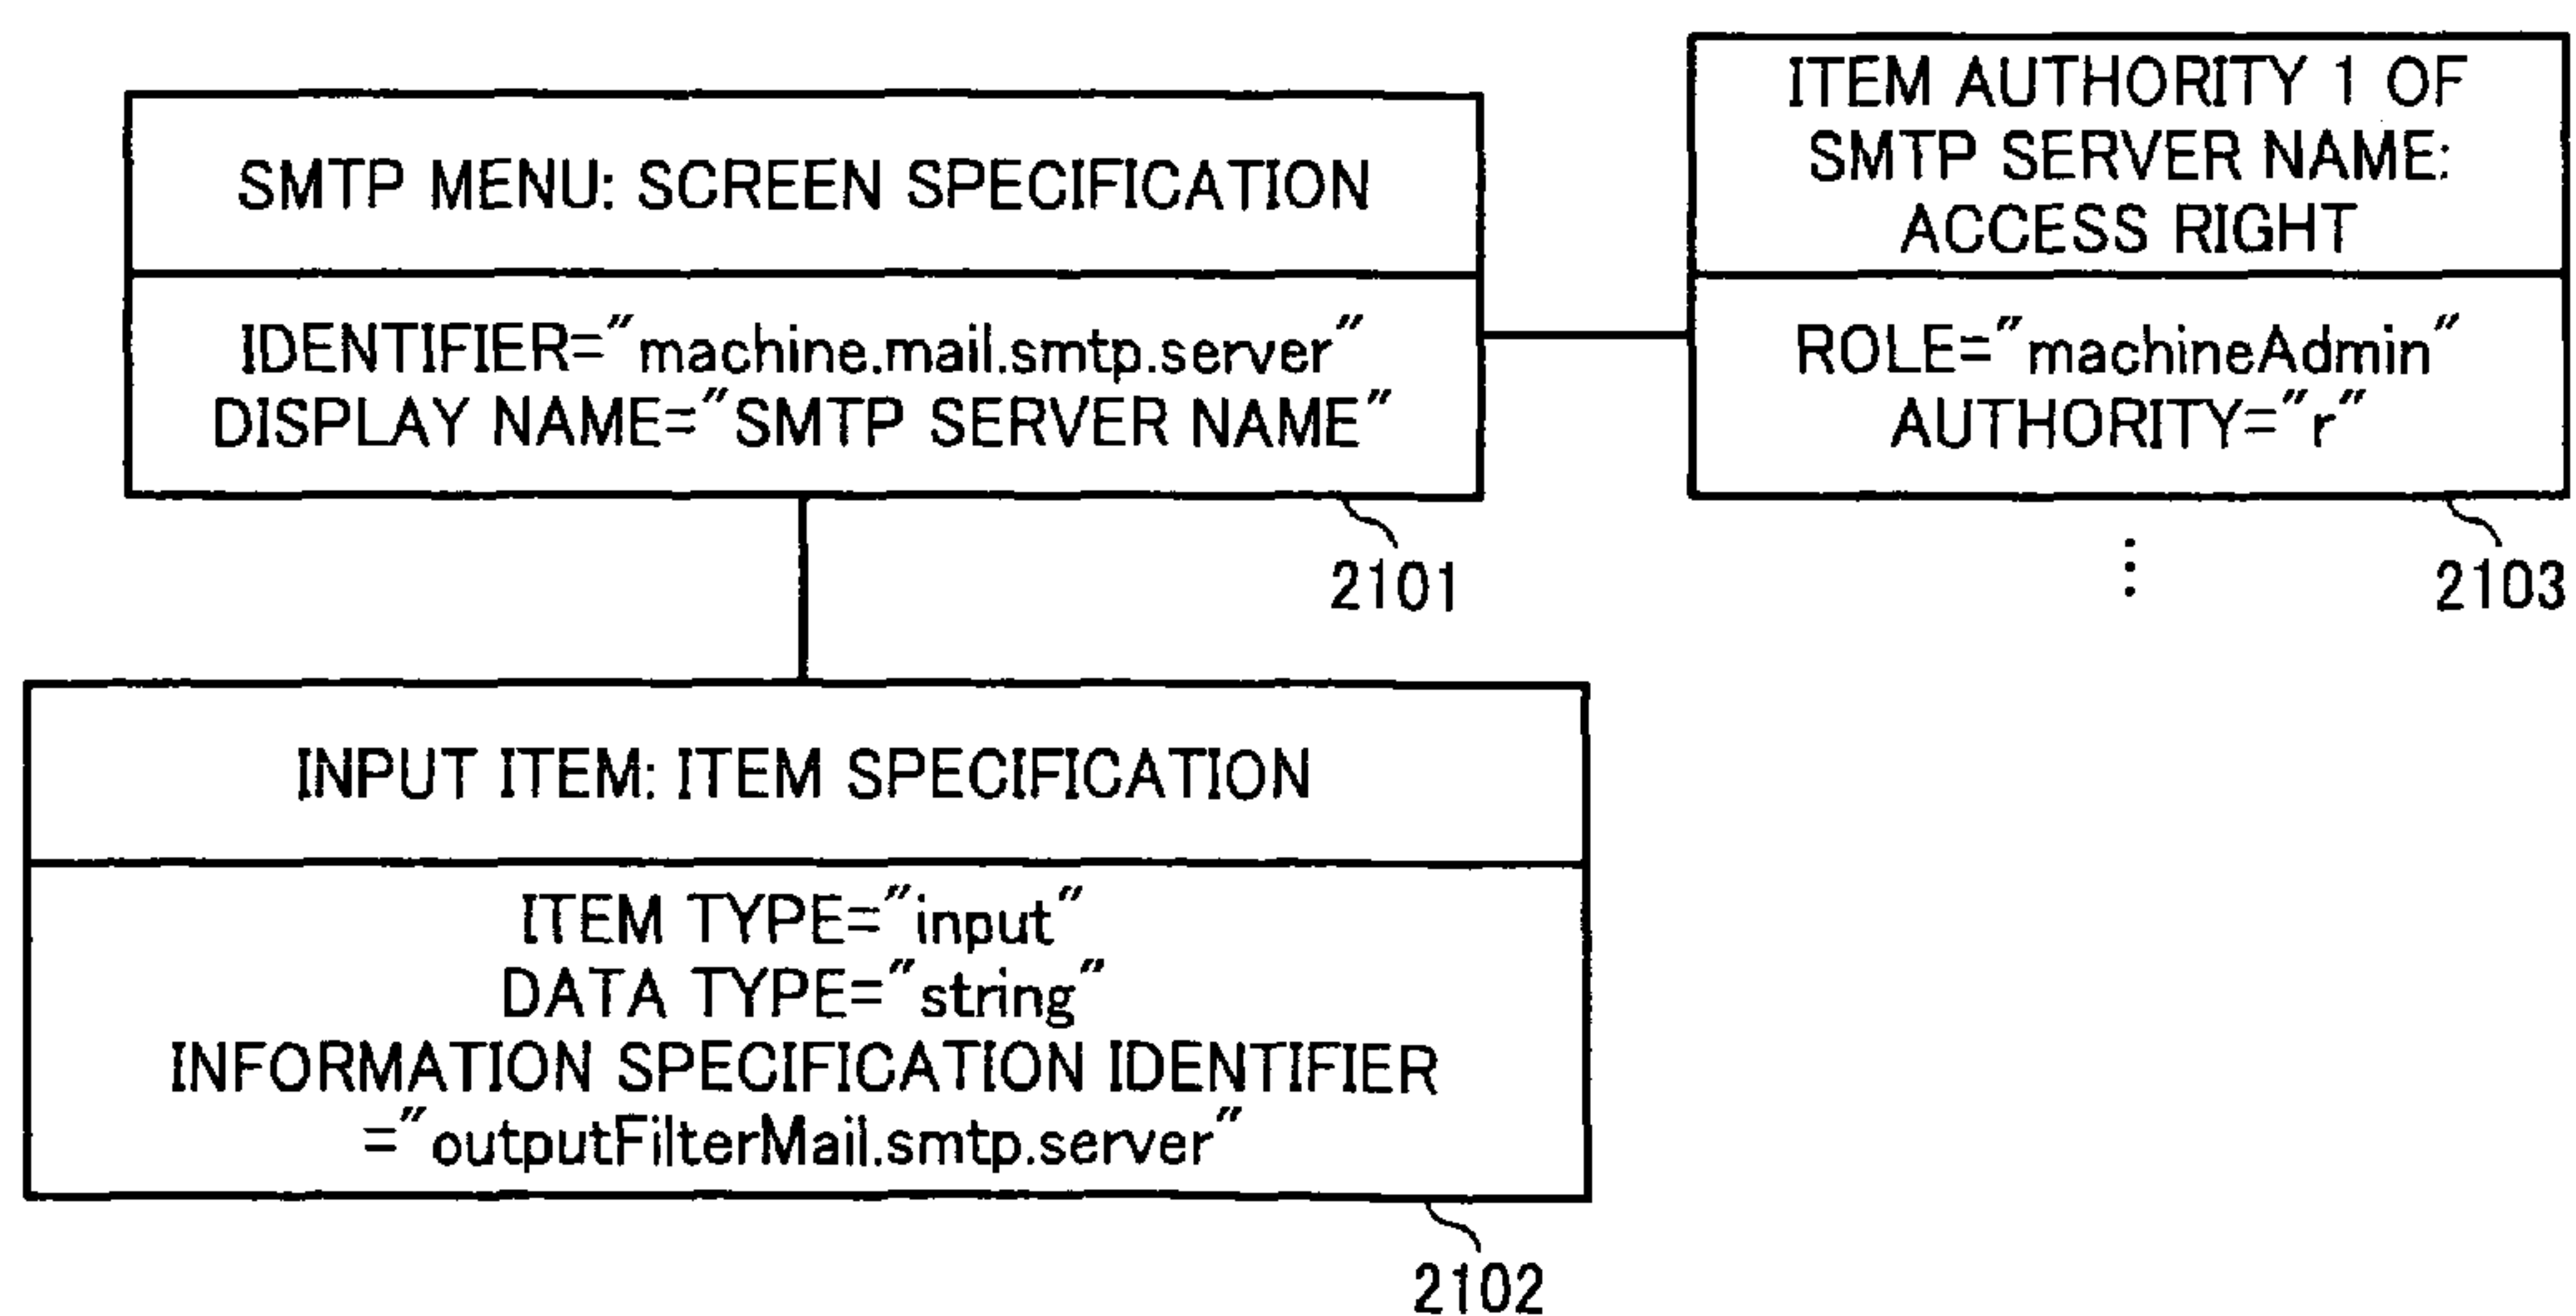 SMTP MENU: SCREEN SPECIFICATION
IDENTIFIER="machine.mail.smtp.server"
DISPLAY NAME="SMTP SERVER NAME"
2101
ITEM AUTHORITY 1 OF
SMTP SERVER NAME:
ACCESS RIGHT
ROLE="machineAdmin"
AUTHORITY="r"
2103
INPUT ITEM: ITEM SPECIFICATION
ITEM TYPE="input"
DATA TYPE="string"
INFORMATION SPECIFICATION IDENTIFIER
="outputFilterMail.smtp.server"
2102